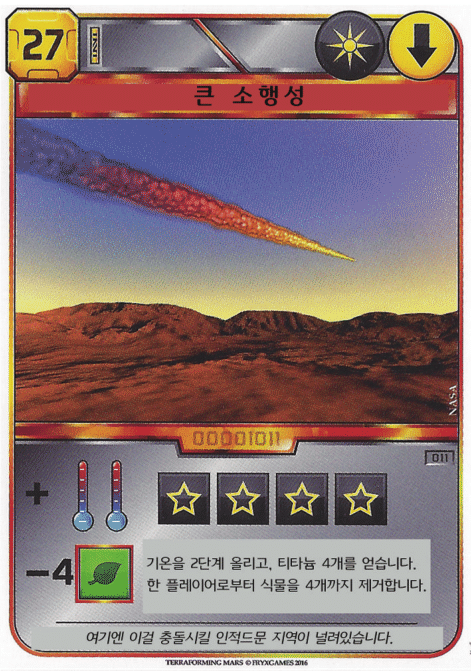 27
큰 소행성
NASA
00001011
011
+
-4
기온을 2단계 올리고, 티타늄 4개를 얻습니다.
한 플레이어로부터 식물을 4개까지 제거합니다.
여기엔 이걸 충돌시킬 인적드문 지역이 널려있습니다.
TERRAFORMING MARS © FRYXGAMES 2016